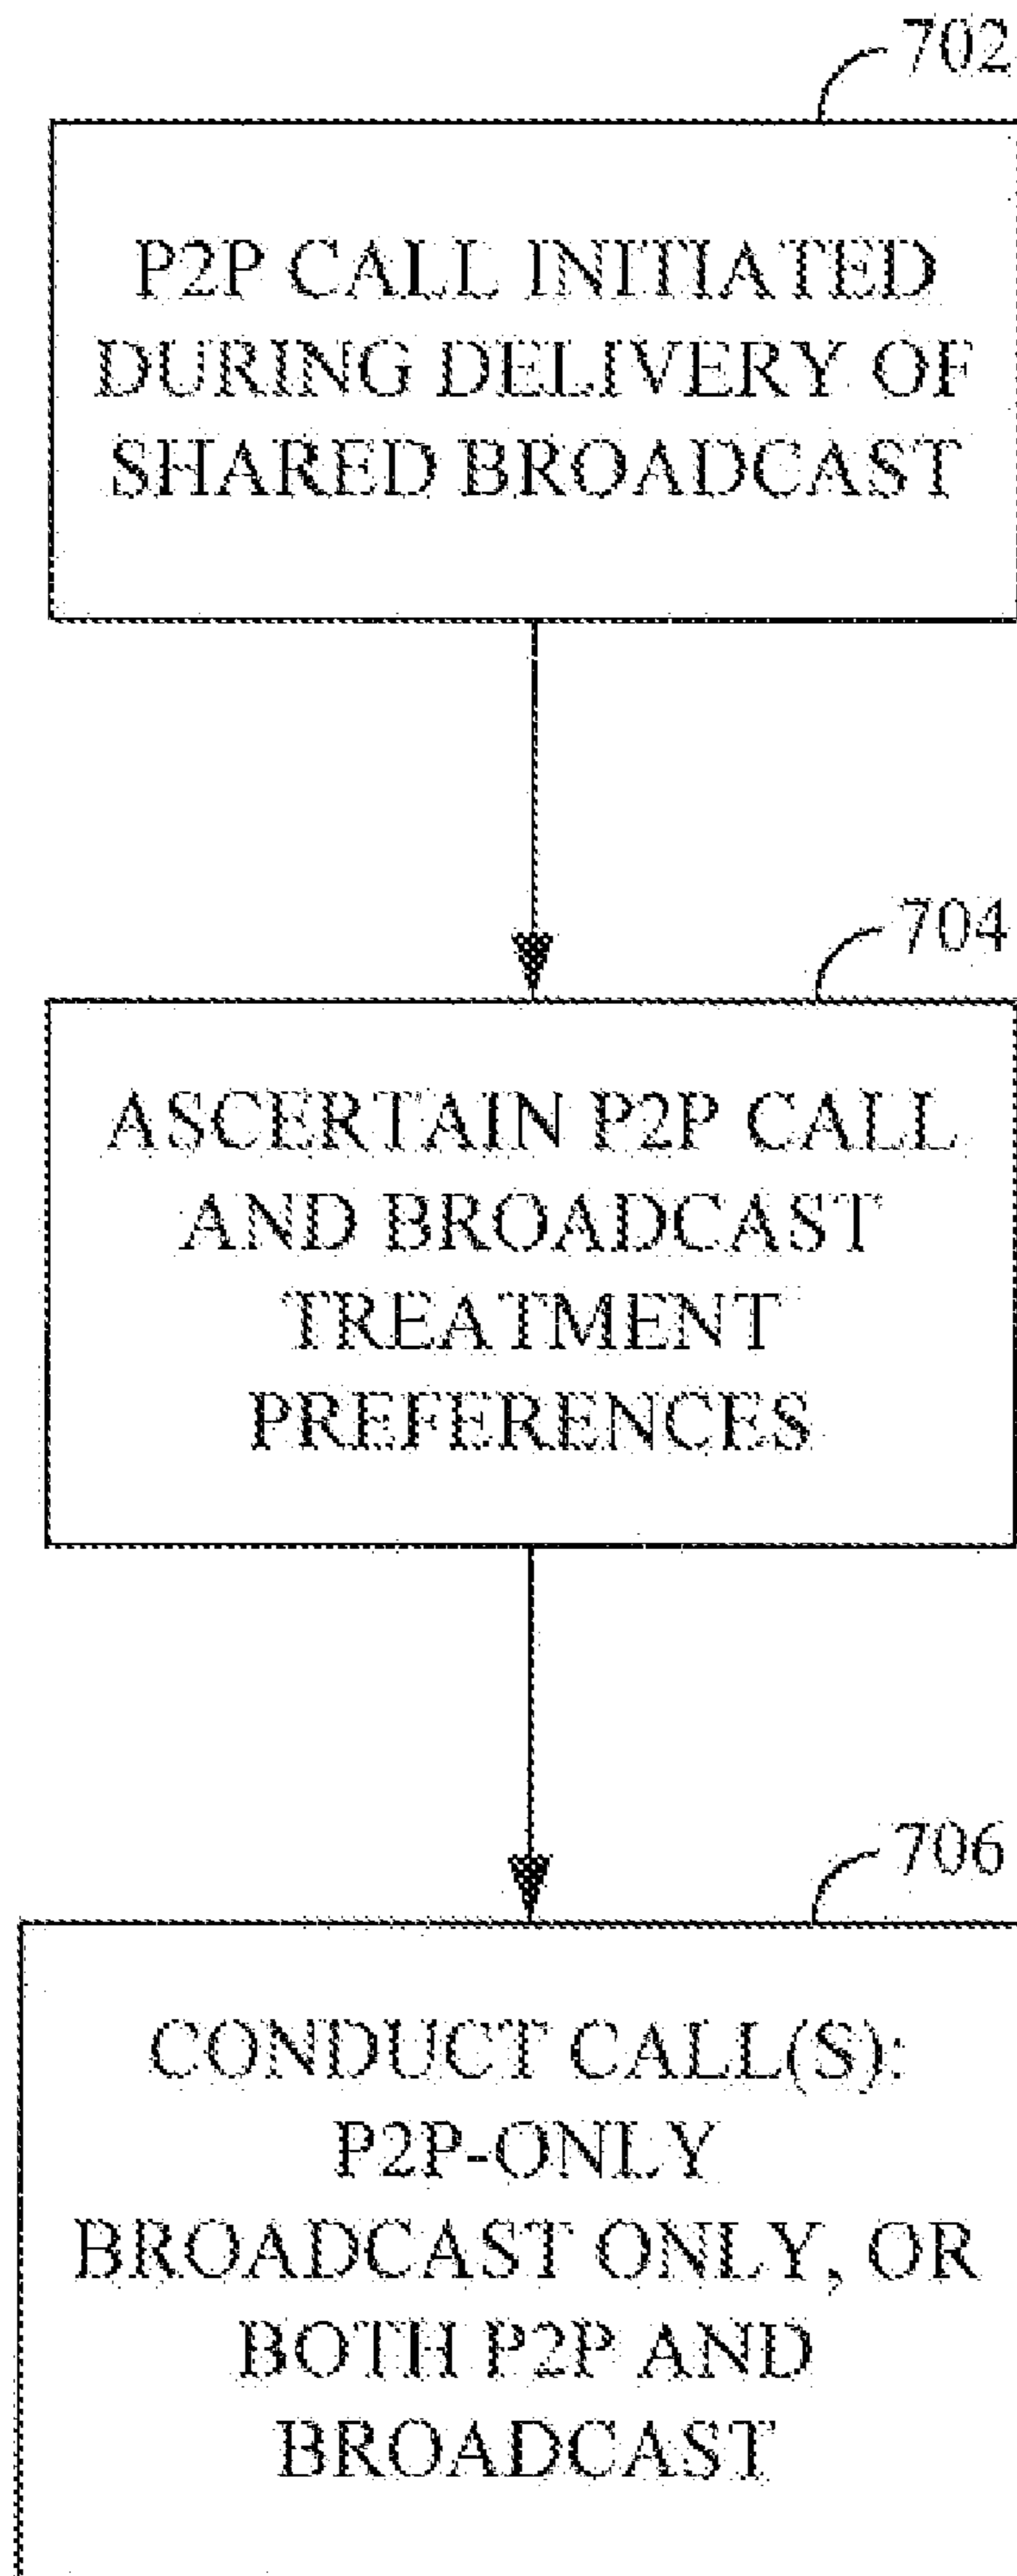 702
P2P CALL INITIATED
DURING DELIVERY OF
SHARED BROADCAST
704
ASCERTAIN P2P CALL
AND BROADCAST
TREATMENT
PREFERENCES
706
CONDUCT CALL(S):
P2P-ONLY
BROADCAST ONLY, OR
BOTH P2P AND
BROADCAST